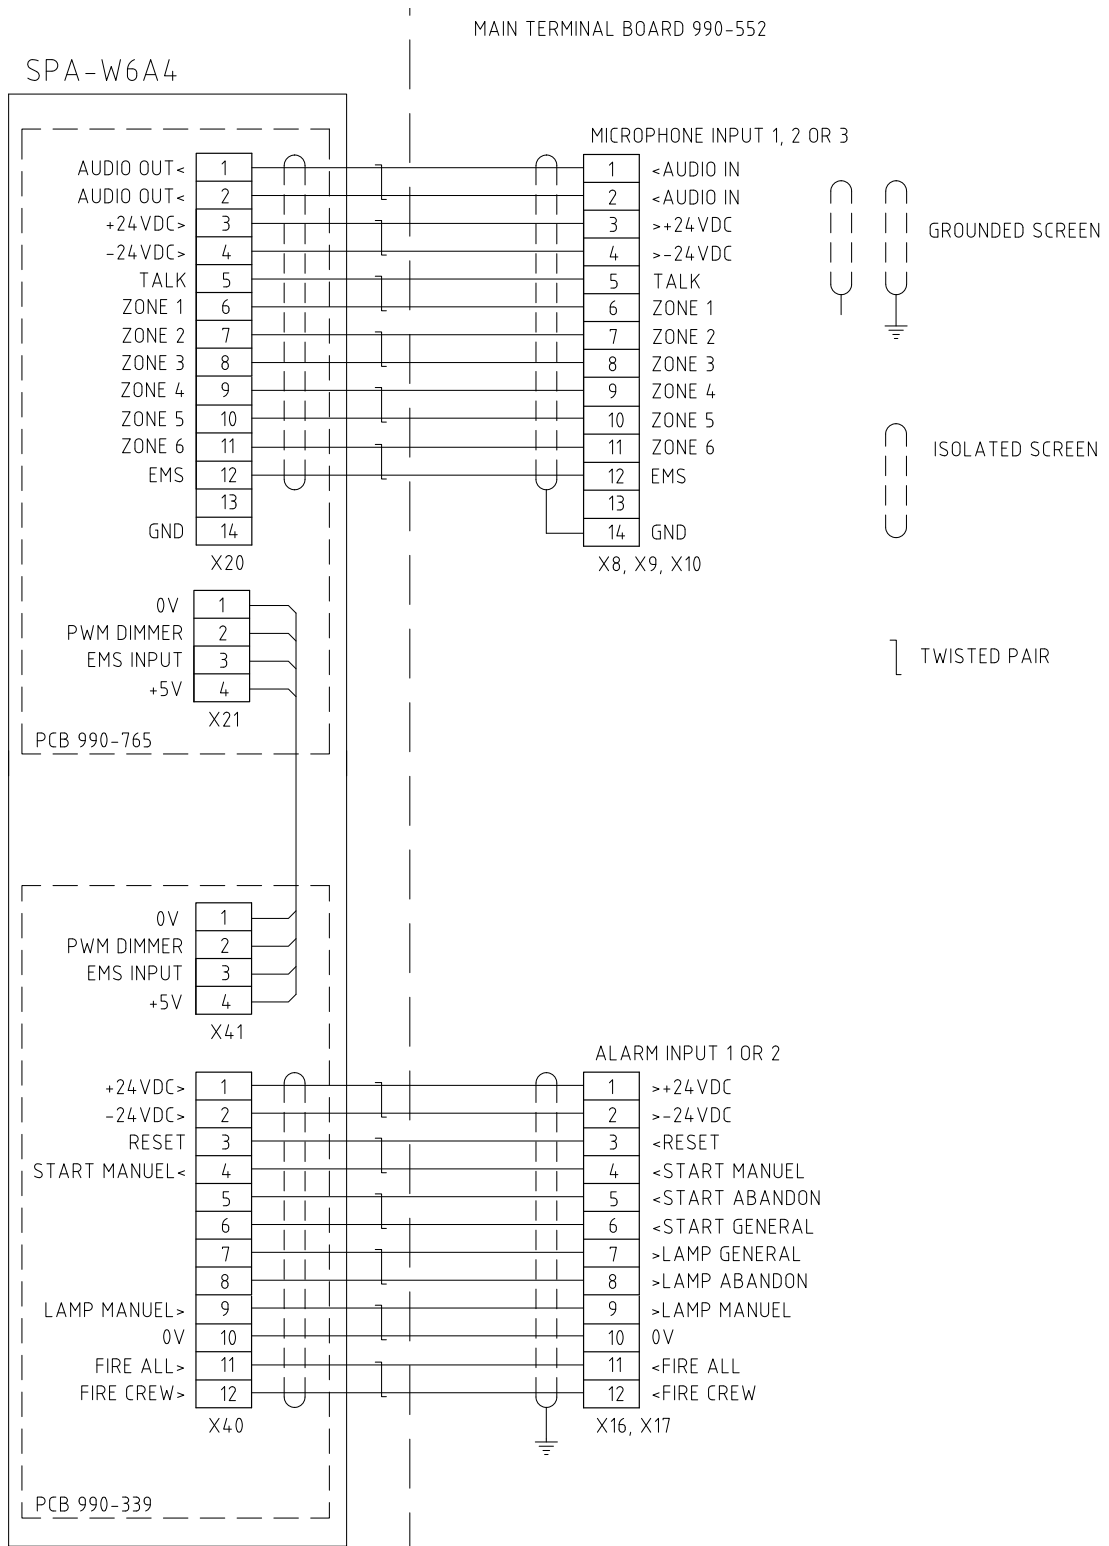 MAIN TERMINAL BOARD 990-552
SPA-W6A4
MICROPHONE INPUT 1, 2 OR 3
AUDIO OUT< 1 1 <AUDIO IN
AUDIO OUT< 2 2 <AUDIO IN
+24VDC> 3 3 >+24VDC
-24VDC> 4 4 >-24VDC
TALK 5 5 TALK
ZONE 1 6 6 ZONE 1
ZONE 2 7 7 ZONE 2
ZONE 3 8 8 ZONE 3
ZONE 4 9 9 ZONE 4
ZONE 5 10 10 ZONE 5
ZONE 6 11 11 ZONE 6
EMS 12 12 EMS
13 13
GND 14 14 GND
X20 X8, X9, X10
GROUNDED SCREEN
ISOLATED SCREEN
TWISTED PAIR
0V 1
PWM DIMMER 2
EMS INPUT 3
+5V 4
X21
PCB 990-765
0V 1
PWM DIMMER 2
EMS INPUT 3
+5V 4
X41
ALARM INPUT 1 OR 2
+24VDC> 1 1 >+24VDC
-24VDC> 2 2 >-24VDC
RESET 3 3 <RESET
START MANUEL< 4 4 <START MANUEL
5 5 <START ABANDON
6 6 <START GENERAL
7 7 >LAMP GENERAL
8 8 >LAMP ABANDON
LAMP MANUEL> 9 9 >LAMP MANUEL
0V 10 10 0V
FIRE ALL> 11 11 <FIRE ALL
FIRE CREW> 12 12 <FIRE CREW
X40 X16, X17
PCB 990-339